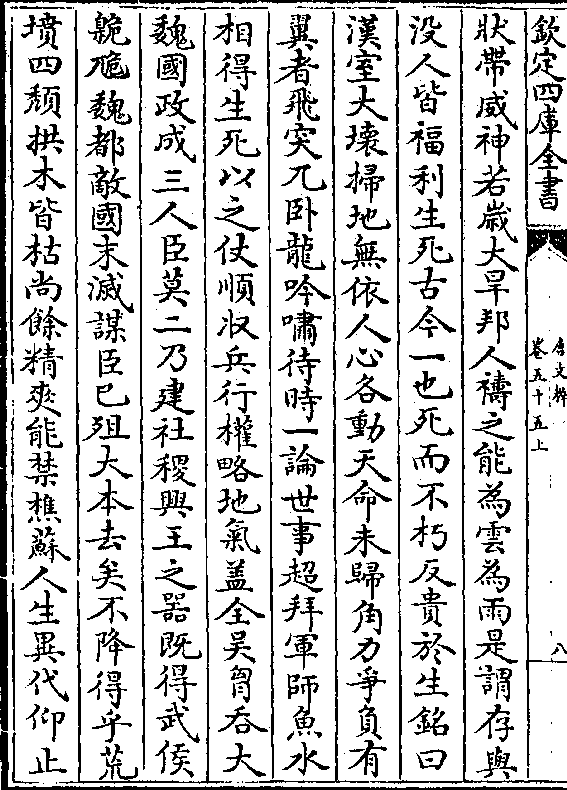 欽定四庫全書
唐文粹
卷五十五上
八
狀帶威神若嵗大旱邦人禱之能為雲為雨是謂存與
没人皆福利生死古今一也死而不朽反貴於生銘曰
漢室大壞掃地無依人心各動天命未歸角力爭負有
翼者飛突兀卧龍吟嘯待時一論世事超拜軍師魚水
相得生死以之仗順收兵行權略地氣葢全吳胷吞大
魏國政成三人臣莫二乃建社稷興王之器既得武侯
臲卼魏都敵國未滅謀臣已殂大本去矣不降得乎荒
墳四頽拱木皆枯尚餘精爽能禁樵蘇人生異代仰止